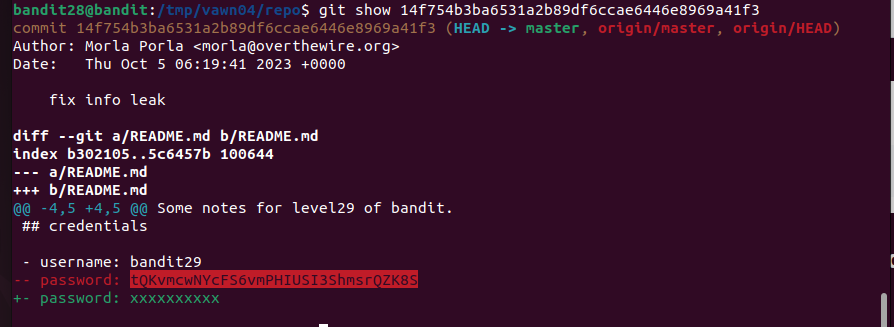 bandit28@bandit:/tmp/vawn04/repo$ git show 14f754b3ba6531a2b89df6ccae6446e8969a41f3
commit 14f754b3ba6531a2b89df6ccae6446e8969a41f3 (HEAD -> master, origin/master, origin/HEAD)
Author: Morla Porla <morla@overthewire.org>
Date:   Thu Oct 5 06:19:41 2023 +0000

    fix info leak

diff --git a/README.md b/README.md
index b302105..5c6457b 100644
--- a/README.md
+++ b/README.md
@@ -4,5 +4,5 @@ Some notes for level29 of bandit.
 ## credentials

 - username: bandit29
-- password: tQKvmcwNYcFS6vmPHIUSI3ShmsrQZK8S
+- password: xxxxxxxxxx